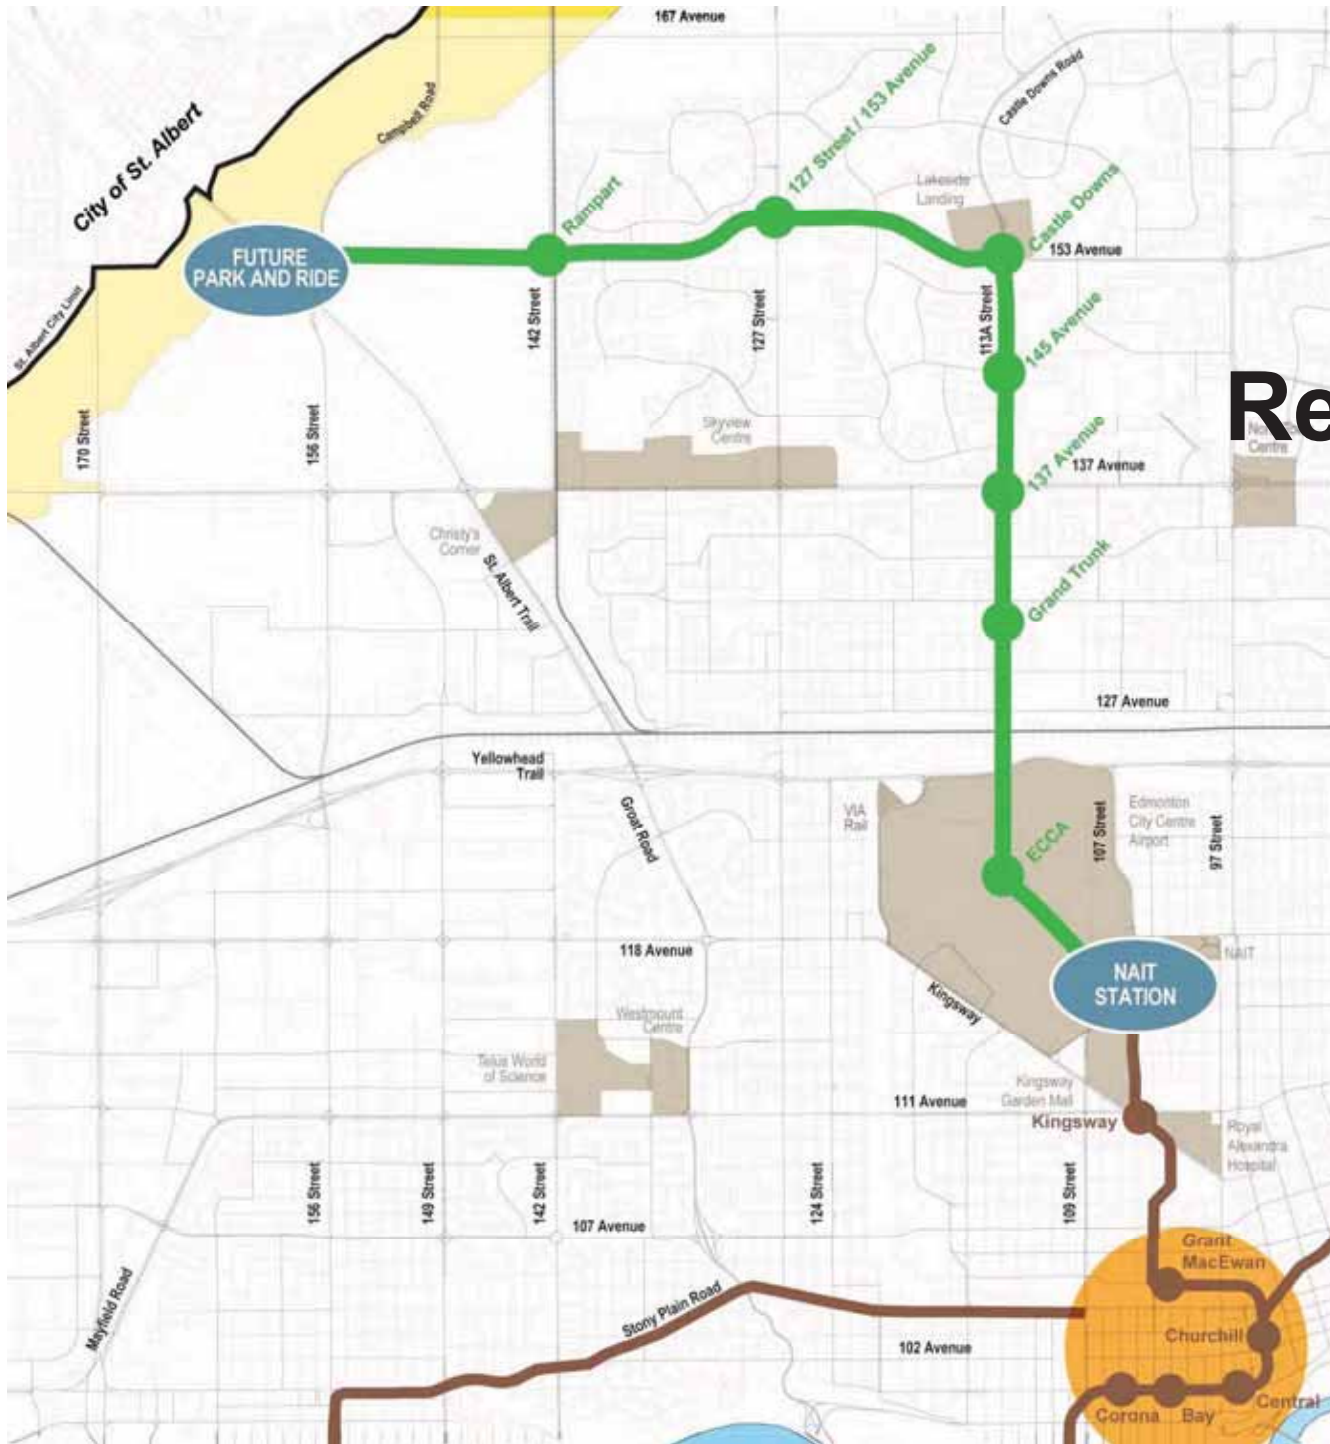 167 Avenue
City of St. Albert
Campbell Road
Castle Downs Road
127 Street / 153 Avenue
Rampart
Lakeside
Landing
Castle Downs
153 Avenue
FUTURE
PARK AND RIDE
St. Albert City Limit
142 Street
127 Street
113A Street
145 Avenue
170 Street
156 Street
Skyview
Centre
Re
Centre
137 Avenue
137 Avenue
Christy's
Corner
St. Albert Trail
Grand Trunk
127 Avenue
Yellowhead
Trail
Groat Road
VIA
Rail
ECCA
107 Street
Edmonton
City Centre
Airport
97 Street
118 Avenue
Kingsway
NAIT
NAIT
STATION
Westmount
Centre
Telus World
of Science
Kingsway
Garden Mall
111 Avenue
Kingsway
Royal
Alexandra
Hospital
156 Street
149 Street
142 Street
124 Street
109 Street
107 Avenue
Grant
MacEwan
Mayfield Road
Stony Plain Road
Churchill
102 Avenue
Corona
Bay
Central